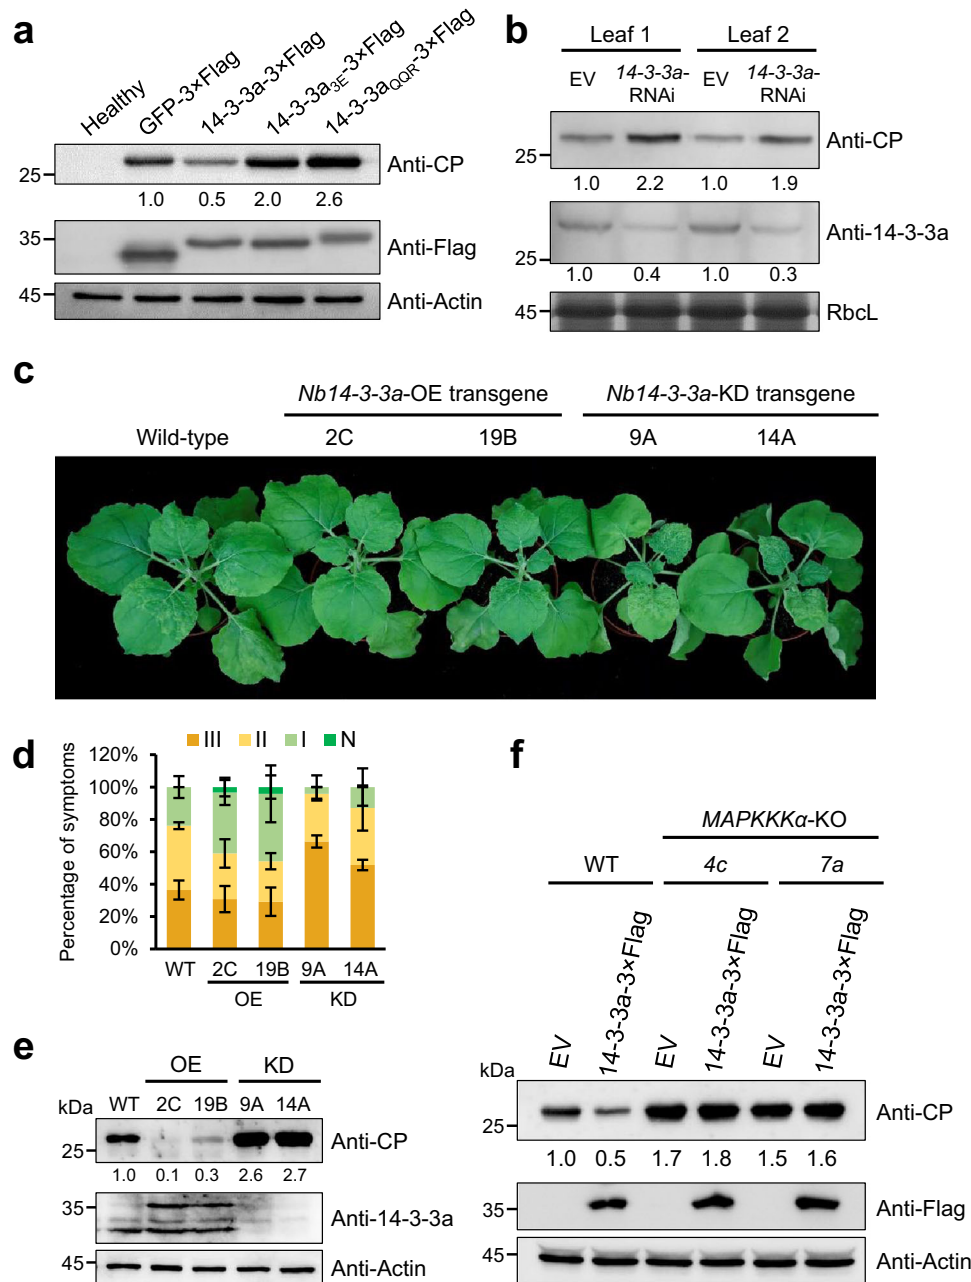 a
Healthy
GFP-3×Flag
14-3-3a-3×Flag
14-3-3a3E-3×Flag
14-3-3aQQR-3×Flag
25
Anti-CP
1.0 0.5 2.0 2.6
35
Anti-Flag
45
Anti-Actin
b
Leaf 1 Leaf 2
EV 14-3-3a-RNAi EV 14-3-3a-RNAi
25
Anti-CP
1.0 2.2 1.0 1.9
Anti-14-3-3a
25
1.0 0.4 1.0 0.3
45
RbcL
c
Nb14-3-3a-OE transgene Nb14-3-3a-KD transgene
Wild-type 2C 19B 9A 14A
d
III II I N
Percentage of symptoms
120%
100%
80%
60%
40%
20%
0%
WT 2C 19B 9A 14A
OE KD
e
OE KD
kDa WT 2C 19B 9A 14A
25
Anti-CP
1.0 0.1 0.3 2.6 2.7
35
Anti-14-3-3a
45
Anti-Actin
f
MAPKKKα-KO
WT 4c 7a
EV 14-3-3a-3×Flag EV 14-3-3a-3×Flag EV 14-3-3a-3×Flag
kDa
25
Anti-CP
1.0 0.5 1.7 1.8 1.5 1.6
35
Anti-Flag
45
Anti-Actin